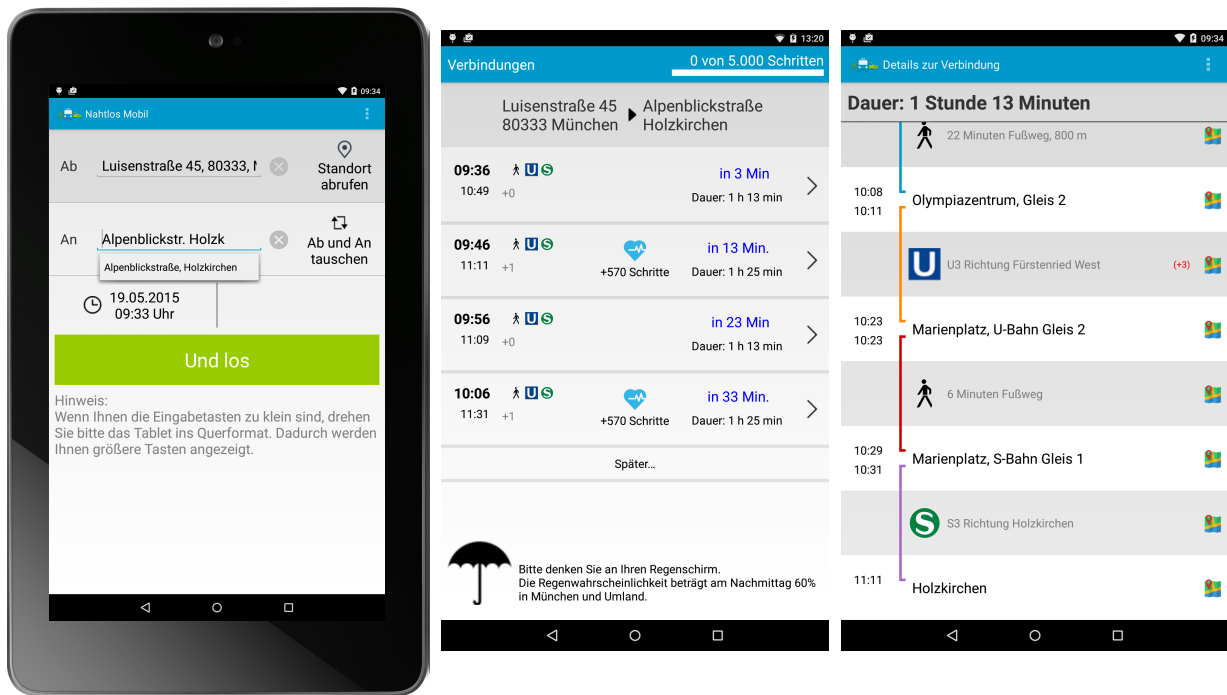 09:34
Nahtlos Mobil
Ab
Luisenstraße 45, 80333, M
Standort
abrufen
An
Alpenblickstr. Holzk
Ab und An
tauschen
Alpenblickstraße, Holzkirchen
19.05.2015
09:33 Uhr
Und los
Hinweis:
Wenn Ihnen die Eingabetasten zu klein sind, drehen
Sie bitte das Tablet ins Querformat. Dadurch werden
Ihnen größere Tasten angezeigt.
13:20
Verbindungen
0 von 5.000 Schritten
Luisenstraße 45
80333 München
Alpenblickstraße
Holzkirchen
09:36 U S in 3 Min
10:49 +0 Dauer: 1 h 13 min
09:46 U S in 13 Min.
11:11 +1 +570 Schritte Dauer: 1 h 25 min
09:56 U S in 23 Min
11:09 +0 Dauer: 1 h 13 min
10:06 U S in 33 Min.
11:31 +1 +570 Schritte Dauer: 1 h 25 min
Später...
Bitte denken Sie an Ihren Regenschirm.
Die Regenwahrscheinlichkeit beträgt am Nachmittag 60%
in München und Umland.
09:34
Details zur Verbindung
Dauer: 1 Stunde 13 Minuten
22 Minuten Fußweg, 800 m
10:08
10:11
Olympiazentrum, Gleis 2
U U3 Richtung Fürstenried West (+3)
10:23
10:23
Marienplatz, U-Bahn Gleis 2
6 Minuten Fußweg
10:29
10:31
Marienplatz, S-Bahn Gleis 1
S S3 Richtung Holzkirchen
11:11
Holzkirchen